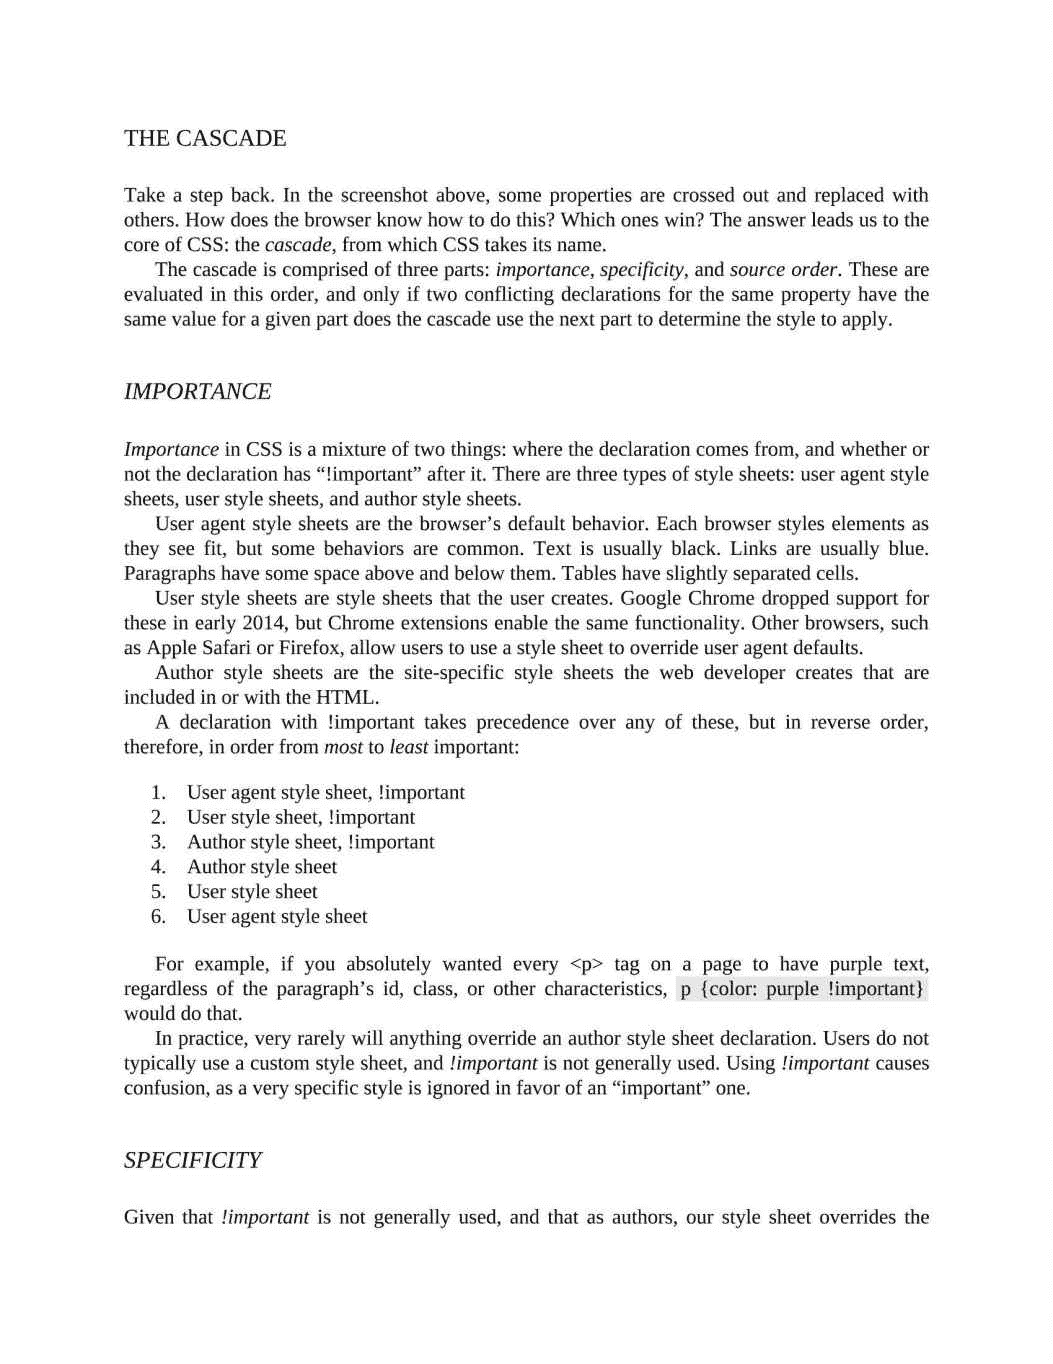 THE CASCADE
Take a step back. In the screenshot above, some properties are crossed out and replaced with
others. How does the browser know how to do this? Which ones win? The answer leads us to the
core of CSS: the cascade, from which CSS takes its name.
The cascade is comprised of three parts: importance, specificity, and source order. These are
evaluated in this order, and only if two conflicting declarations for the same property have the
same value for a given part does the cascade use the next part to determine the style to apply.
IMPORTANCE
Importance in CSS is a mixture of two things: where the declaration comes from, and whether or
not the declaration has “!important” after it. There are three types of style sheets: user agent style
sheets, user style sheets, and author style sheets.
User agent style sheets are the browser’s default behavior. Each browser styles elements as
they see fit, but some behaviors are common. Text is usually black. Links are usually blue.
Paragraphs have some space above and below them. Tables have slightly separated cells.
User style sheets are style sheets that the user creates. Google Chrome dropped support for
these in early 2014, but Chrome extensions enable the same functionality. Other browsers, such
as Apple Safari or Firefox, allow users to use a style sheet to override user agent defaults.
Author style sheets are the site-specific style sheets the web developer creates that are
included in or with the HTML.
A declaration with !important takes precedence over any of these, but in reverse order,
therefore, in order from most to least important:
1. User agent style sheet, !important
2. User style sheet, !important
3. Author style sheet, !important
4. Author style sheet
5. User style sheet
6. User agent style sheet
For example, if you absolutely wanted every <p> tag on a page to have purple text,
regardless of the paragraph’s id, class, or other characteristics, p {color: purple !important}
would do that.
In practice, very rarely will anything override an author style sheet declaration. Users do not
typically use a custom style sheet, and !important is not generally used. Using !important causes
confusion, as a very specific style is ignored in favor of an “important” one.
SPECIFICITY
Given that !important is not generally used, and that as authors, our style sheet overrides the